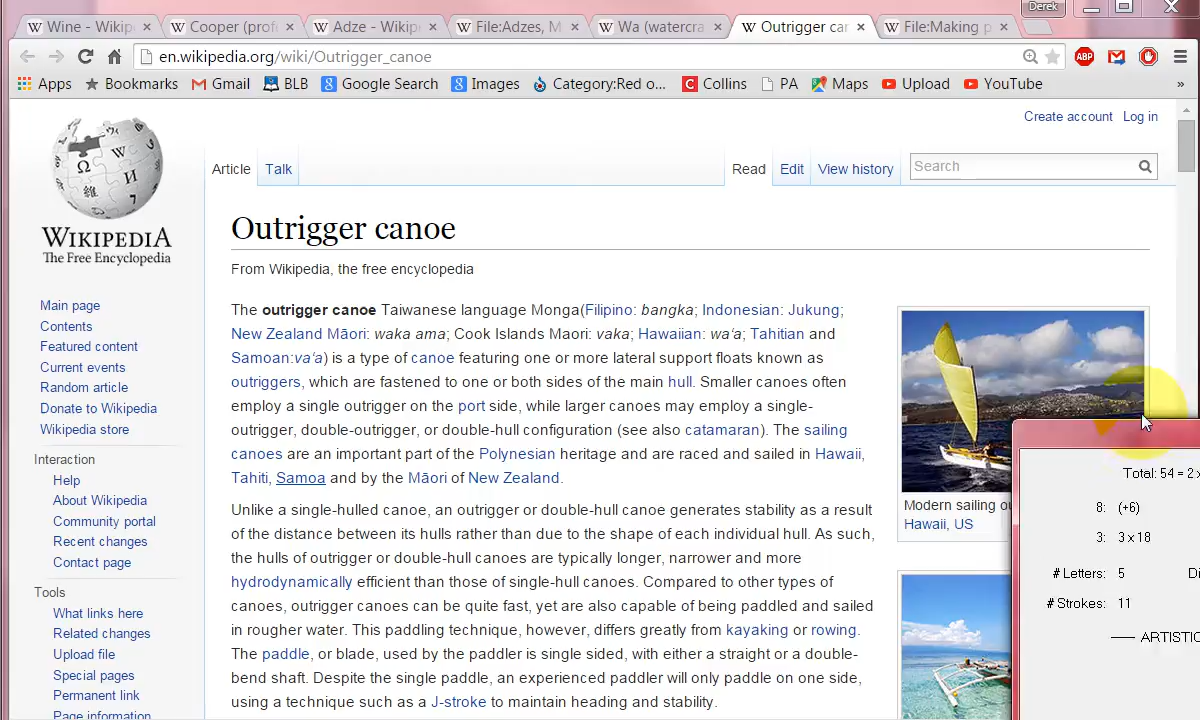 Derek
Wine - Wikip
Cooper (prof
Adze - Wikip
File:Adzes, M
Wa (watercra
Outrigger can
File:Making p
en.wikipedia.org/wiki/Outrigger_canoe
ABP
Apps Bookmarks Gmail BLB Google Search Images Category:Red o... Collins PA Maps Upload YouTube »
Create account Log in
Article Talk Read Edit View history Search
WIKIPEDIA
The Free Encyclopedia
Outrigger canoe
From Wikipedia, the free encyclopedia
Main page
Contents
Featured content
Current events
Random article
Donate to Wikipedia
Wikipedia store
Interaction
Help
About Wikipedia
Community portal
Recent changes
Contact page
Tools
What links here
Related changes
Upload file
Special pages
Permanent link
Page information
The outrigger canoe Taiwanese language Monga(Filipino: bangka; Indonesian: Jukung;
New Zealand Māori: waka ama; Cook Islands Maori: vaka; Hawaiian: waʻa; Tahitian and
Samoan:vaʻa) is a type of canoe featuring one or more lateral support floats known as
outriggers, which are fastened to one or both sides of the main hull. Smaller canoes often
employ a single outrigger on the port side, while larger canoes may employ a single-
outrigger, double-outrigger, or double-hull configuration (see also catamaran). The sailing
canoes are an important part of the Polynesian heritage and are raced and sailed in Hawaii,
Tahiti, Samoa and by the Māori of New Zealand.
Unlike a single-hulled canoe, an outrigger or double-hull canoe generates stability as a result
of the distance between its hulls rather than due to the shape of each individual hull. As such,
the hulls of outrigger or double-hull canoes are typically longer, narrower and more
hydrodynamically efficient than those of single-hull canoes. Compared to other types of
canoes, outrigger canoes can be quite fast, yet are also capable of being paddled and sailed
in rougher water. This paddling technique, however, differs greatly from kayaking or rowing.
The paddle, or blade, used by the paddler is single sided, with either a straight or a double-
bend shaft. Despite the single paddle, an experienced paddler will only paddle on one side,
using a technique such as a J-stroke to maintain heading and stability.
Modern sailing ou
Hawaii, US
Total: 54 = 2 x
8: (+6)
3: 3 x 18
# Letters: 5 Di
# Strokes: 11
ARTISTIC